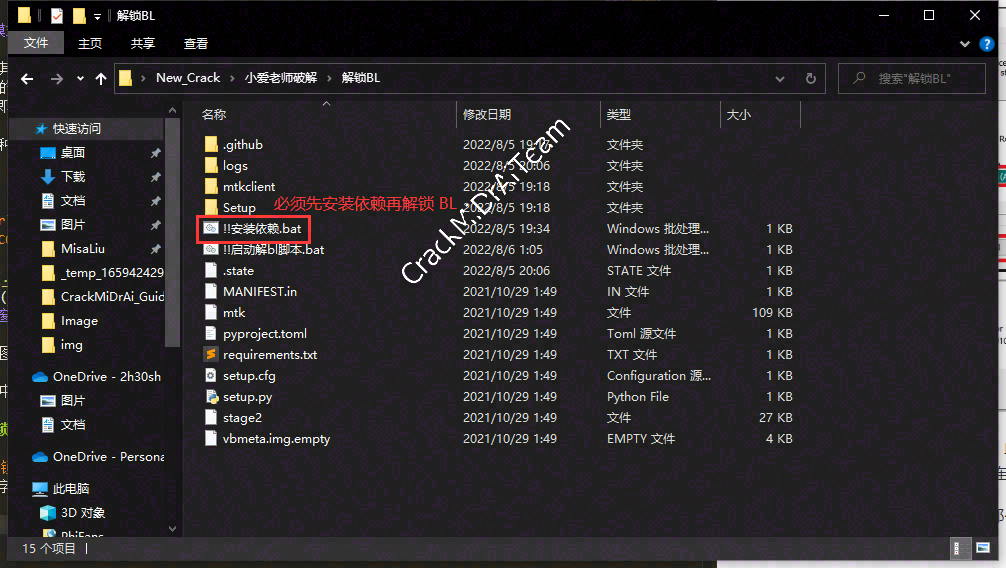 解锁BL
文件 主页 共享 查看
New_Crack 小爱老师破解 解锁BL
搜索"解锁BL"
名称 修改日期 类型 大小
快速访问
桌面
下载
文档
图片
MisaLiu
_temp_165942429
CrackMiDrAi_Guid
Image
img
OneDrive - 2h30sh
图片
文档
OneDrive - Persona
此电脑
3D 对象
PhiFans
.github 2022/8/5 19:17 文件夹
logs 2022/8/5 20:06 文件夹
mtkclient 2022/8/5 19:18 文件夹
Setup 2022/8/5 19:18 文件夹
必须先安装依赖再解锁 BL
!!安装依赖.bat 2022/8/5 19:34 Windows 批处理... 1 KB
!!启动解bl脚本.bat 2022/8/6 1:05 Windows 批处理... 1 KB
.state 2022/8/5 20:06 STATE 文件 1 KB
MANIFEST.in 2021/10/29 1:49 IN 文件 1 KB
mtk 2021/10/29 1:49 文件 109 KB
pyproject.toml 2021/10/29 1:49 Toml 源文件 1 KB
requirements.txt 2021/10/29 1:49 TXT 文件 1 KB
setup.cfg 2021/10/29 1:49 Configuration 源... 1 KB
setup.py 2021/10/29 1:49 Python File 1 KB
stage2 2021/10/29 1:49 文件 27 KB
vbmeta.img.empty 2021/10/29 1:49 EMPTY 文件 4 KB
CrackMiDrAiTeam
15 个项目